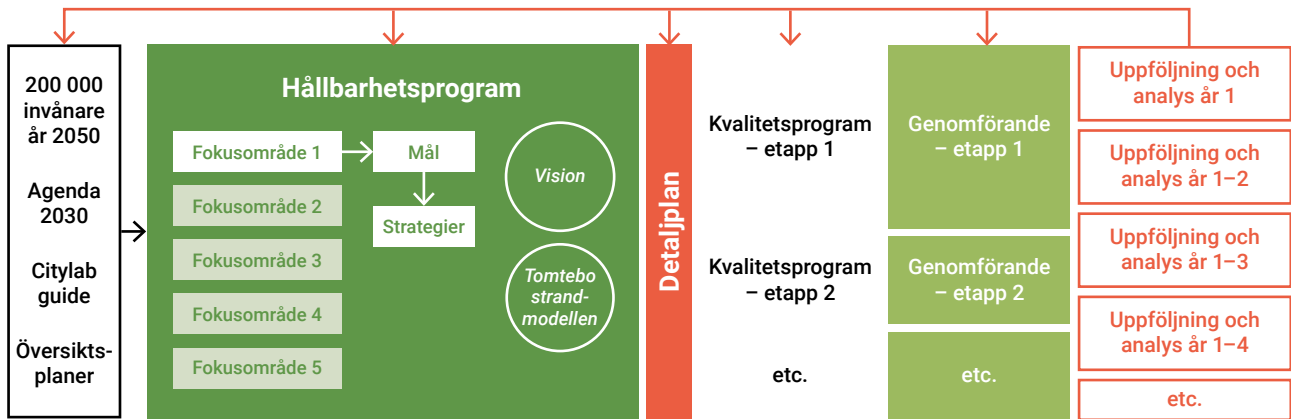 200 000
invånare
år 2050
Agenda
2030
Citylab
guide
Översikts-
planer
Hållbarhetsprogram
Fokusområde 1
Mål
Fokusområde 2
Strategier
Fokusområde 3
Fokusområde 4
Fokusområde 5
Vision
Tomtebo
strand-
modellen
Detaljplan
Kvalitetsprogram
– etapp 1
Kvalitetsprogram
– etapp 2
etc.
Genomförande
– etapp 1
Genomförande
– etapp 2
etc.
Uppföljning och
analys år 1
Uppföljning och
analys år 1–2
Uppföljning och
analys år 1–3
Uppföljning och
analys år 1–4
etc.